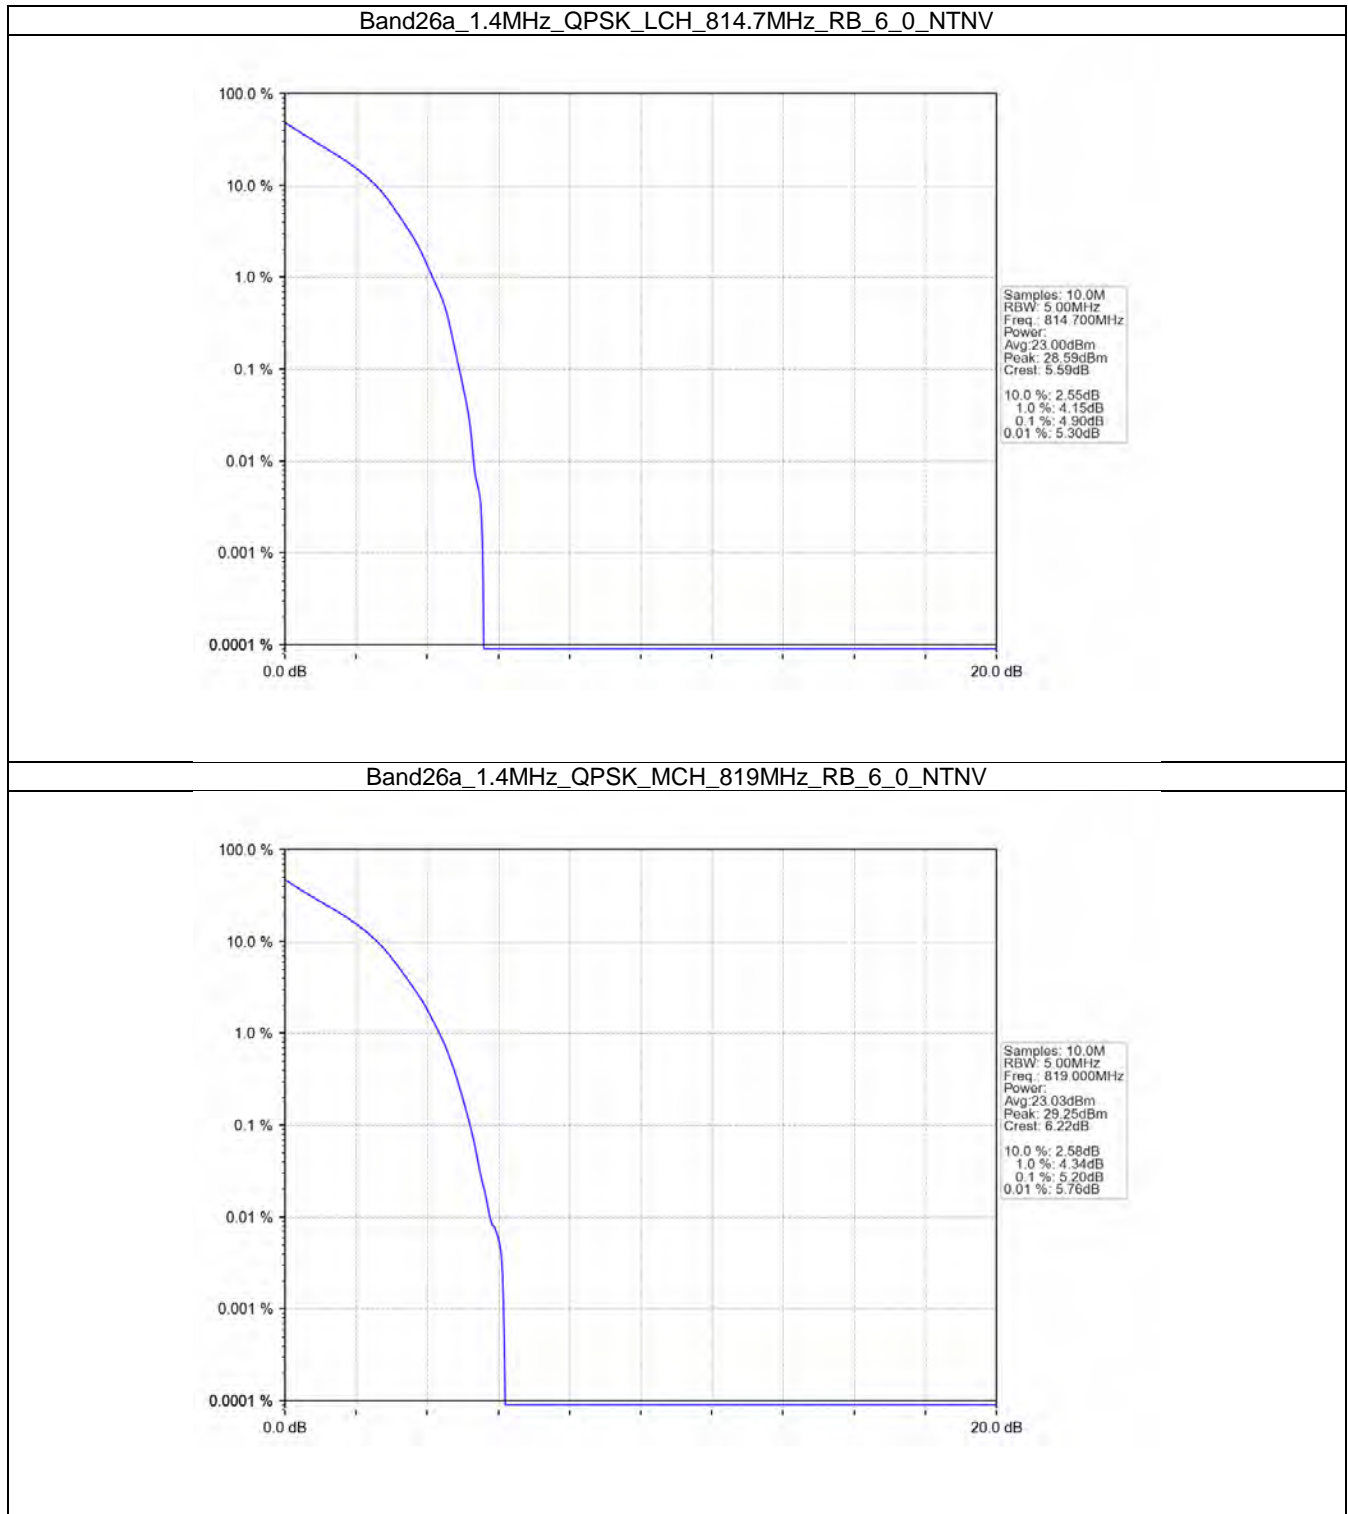 Band26a_1.4MHz_QPSK_LCH_814.7MHz_RB_6_0_NTNV
100.0 %
10.0 %
1.0 %
0.1 %
0.01 %
0.001 %
0.0001 %
0.0 dB
20.0 dB
Samples: 10.0M
RBW: 5.00MHz
Freq.: 814.700MHz
Power:
Avg:23.00dBm
Peak: 28.59dBm
Crest: 5.59dB
10.0 %: 2.55dB
1.0 %: 4.15dB
0.1 %: 4.90dB
0.01 %: 5.30dB
Band26a_1.4MHz_QPSK_MCH_819MHz_RB_6_0_NTNV
100.0 %
10.0 %
1.0 %
0.1 %
0.01 %
0.001 %
0.0001 %
0.0 dB
20.0 dB
Samples: 10.0M
RBW: 5.00MHz
Freq.: 819.000MHz
Power:
Avg:23.03dBm
Peak: 29.25dBm
Crest: 6.22dB
10.0 %: 2.58dB
1.0 %: 4.34dB
0.1 %: 5.20dB
0.01 %: 5.76dB